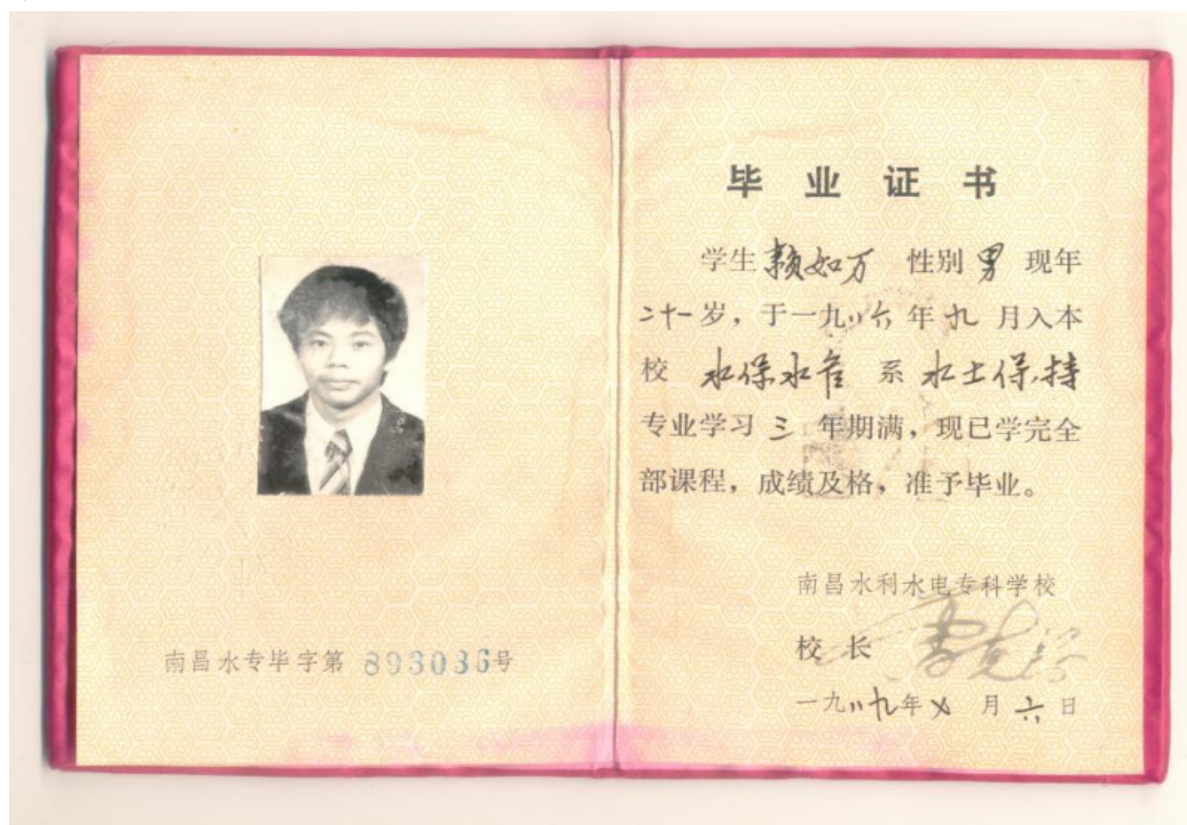 南昌水专毕字第 893036号
毕业证书
学生 赖如万 性别 男 现年
二十一岁，于一九八六年 九 月入本
校 水保水 系 水土保持
专业学习 三 年期满，现已学完全
部课程，成绩及格，准予毕业。
南昌水利水电专科学校
校 长
一九八九年 月 六 日